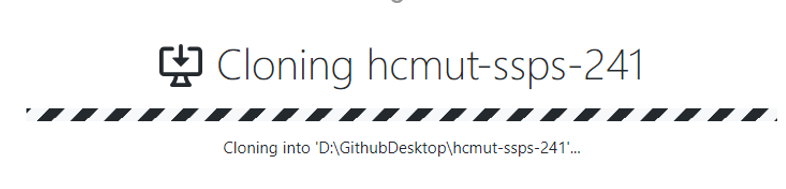 Cloning hcmut-ssps-241
Cloning into 'D:\GithubDesktop\hcmut-ssps-241'...